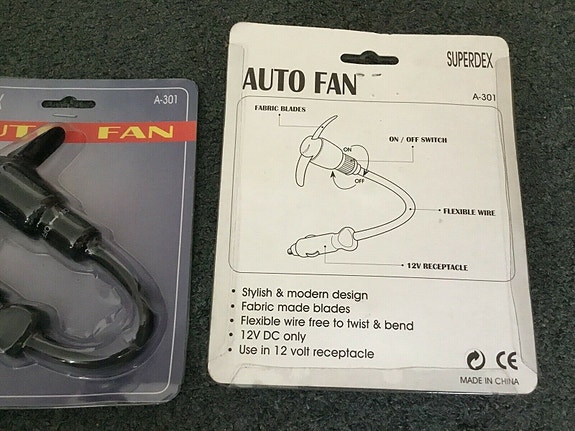 X
A-301
UTO FAN
SUPERDEX
AUTO FAN
A-301
FABRIC BLADES
ON / OFF SWITCH
ON
OFF
FLEXIBLE WIRE
12V RECEPTACLE
• Stylish & modern design
• Fabric made blades
• Flexible wire free to twist & bend
• 12V DC only
• Use in 12 volt receptacle
CE
MADE IN CHINA